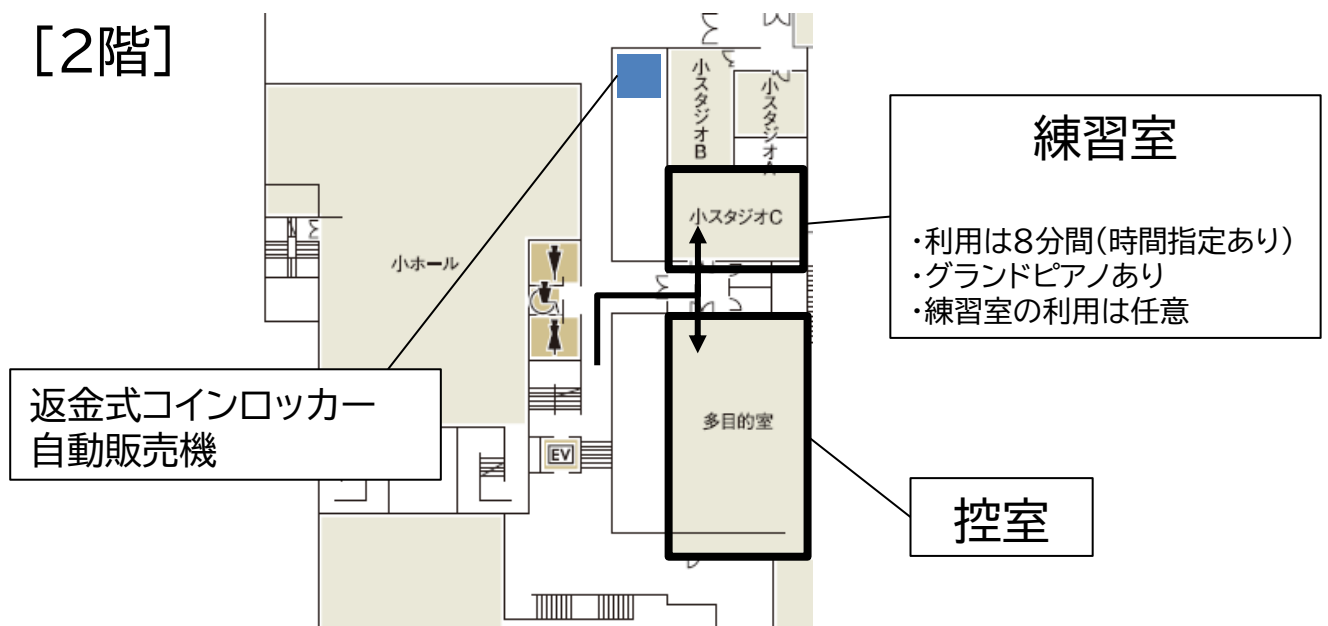 [2階]
小スタジオB
小スタジオA
練習室
小スタジオC
・利用は8分間(時間指定あり)
・グランドピアノあり
・練習室の利用は任意
小ホール
返金式コインロッカー
自動販売機
多目的室
EV
控室